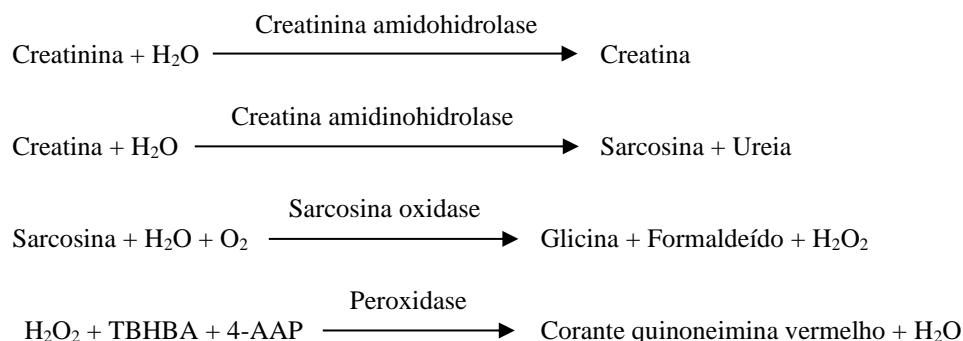 Creatinina amidohidrolase
Creatinina + H₂O Creatina
Creatina amidinohidrolase
Creatina + H₂O Sarcosina + Ureia
Sarcosina oxidase
Sarcosina + H₂O + O₂ Glicina + Formaldeído + H₂O₂
Peroxidase
H₂O₂ + TBHBA + 4-AAP Corante quinoneimina vermelho + H₂O